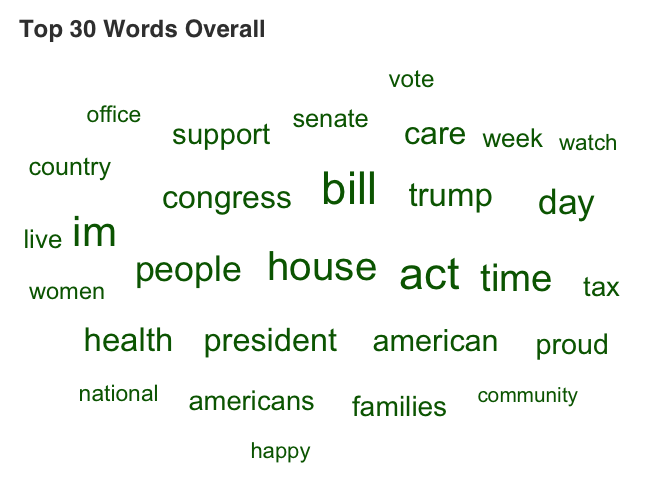 Top 30 Words Overall
vote
office
support
senate
care
week
watch
country
congress
bill
trump
day
live
im
people
house
act
time
women
tax
health
president
american
proud
national
americans
families
community
happy